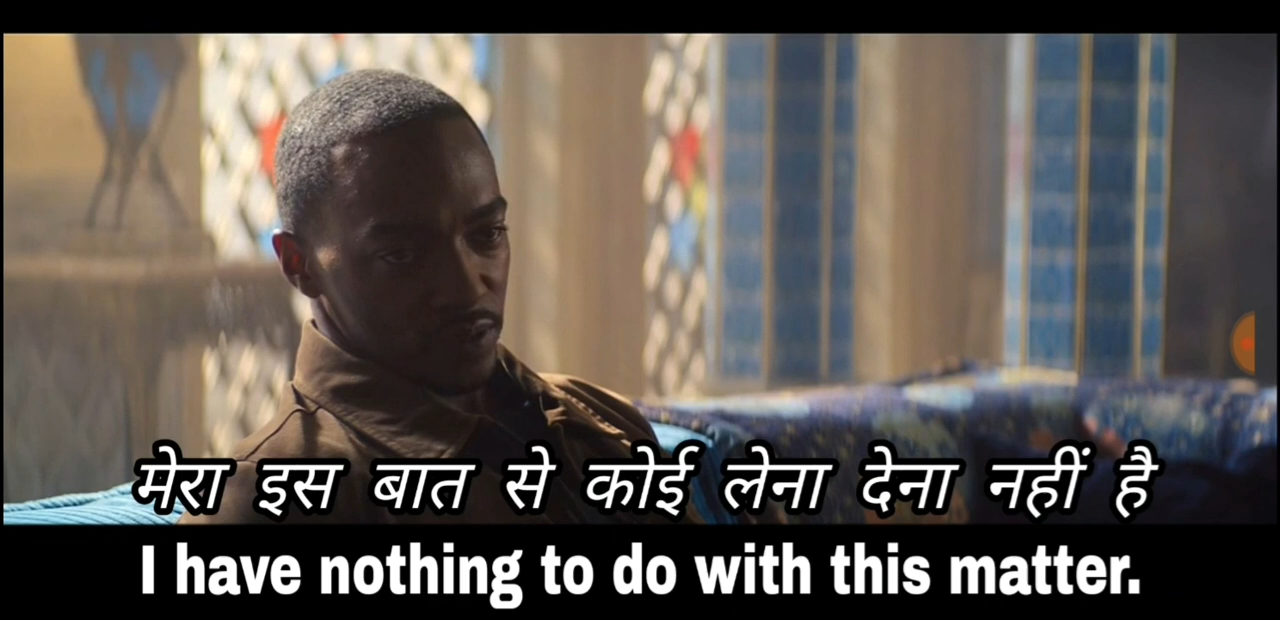 मेरा इस बात से कोई लेना देना नहीं है
I have nothing to do with this matter.